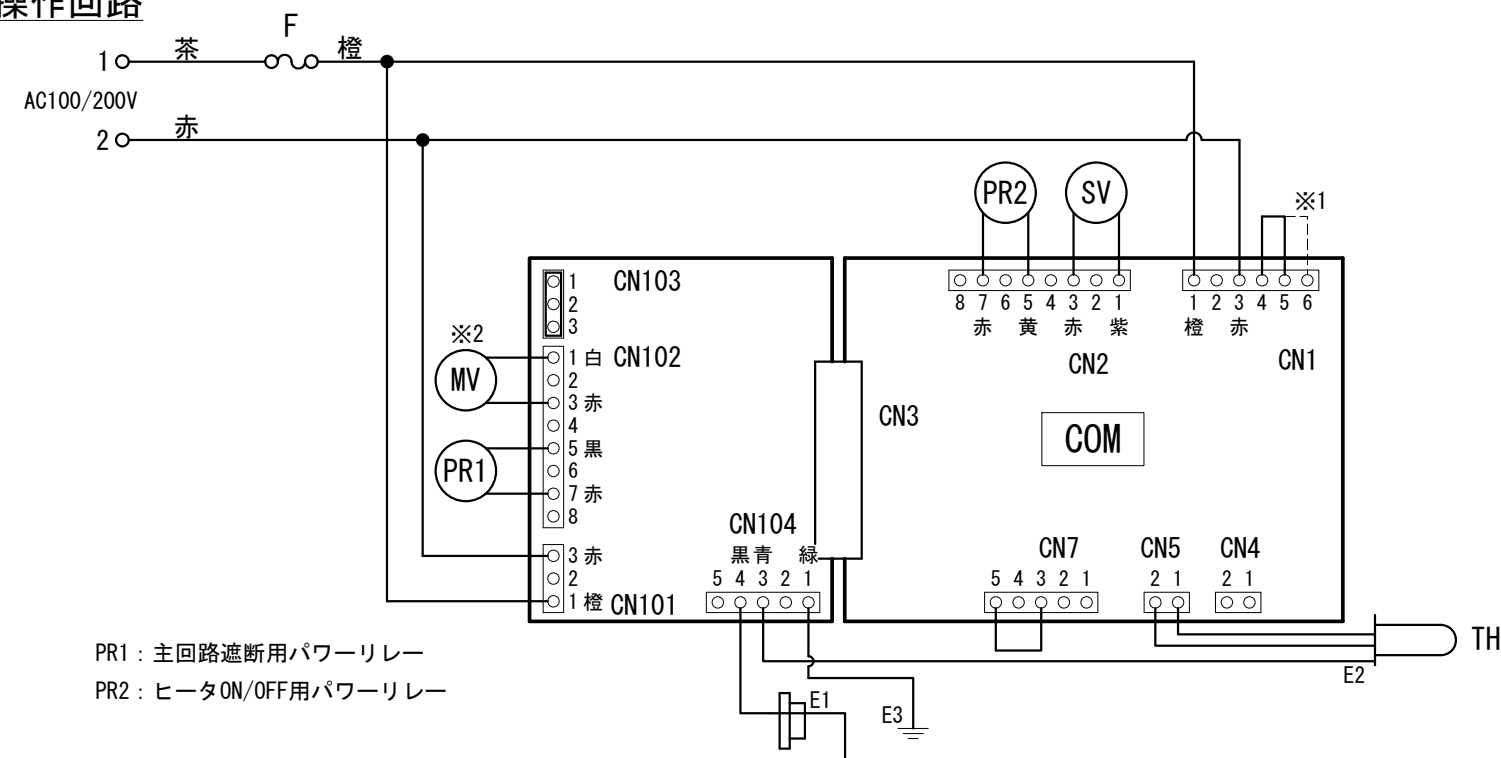 操作回路
F
1 茶 橙
AC100/200V
2 赤
PR2 SV ※1
CN103
1
2
3
8 7 6 5 4 3 2 1
赤 黄 赤 紫
CN2
1 2 3 4 5 6
橙 赤
CN1
※2
MV
PR1
CN102
1 白
2
3 赤
4
5 黒
6
7 赤
8
CN3
COM
3 赤
2
1 橙
CN101
CN104
黒 青 緑
5 4 3 2 1
CN7
5 4 3 2 1
CN5
2 1
CN4
2 1
TH
E2
E1
E3
PR1：主回路遮断用パワーリレー
PR2：ヒータON/OFF用パワーリレー